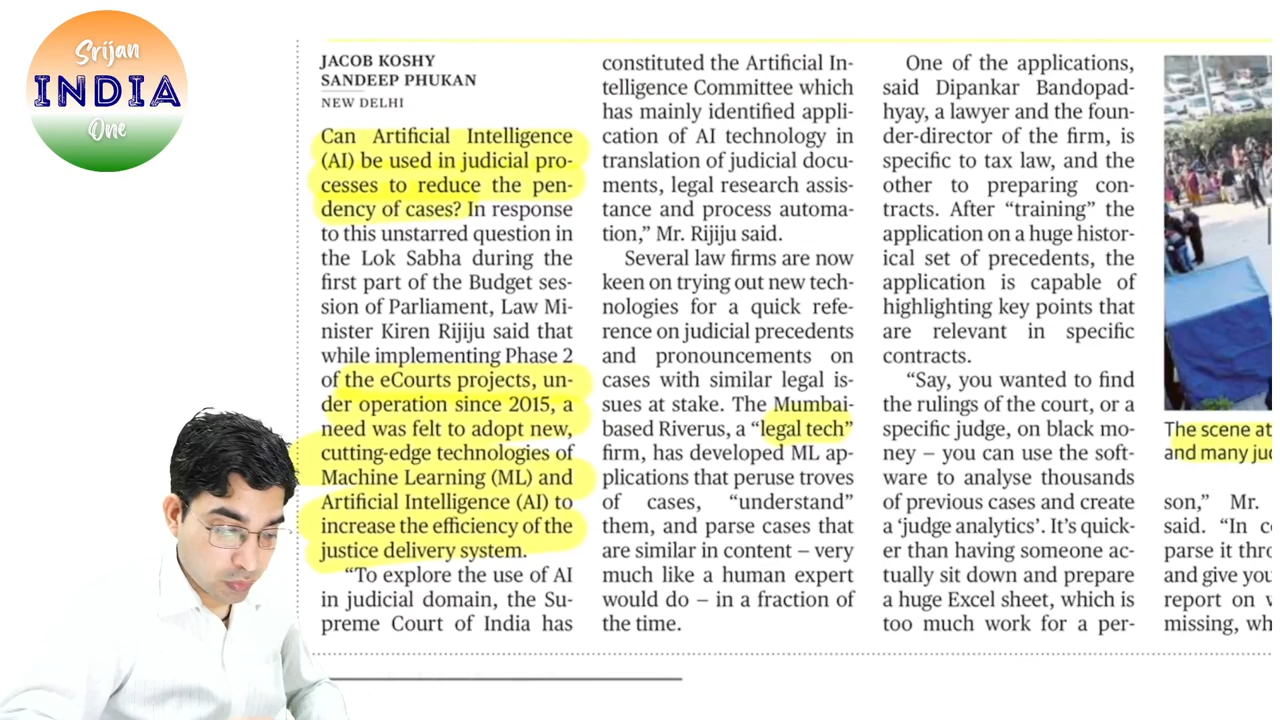 Srijan
INDIA
One
JACOB KOSHY
SANDEEP PHUKAN
NEW DELHI
Can Artificial Intelligence
(AI) be used in judicial pro-
cesses to reduce the pen-
dency of cases? In response
to this unstarred question in
the Lok Sabha during the
first part of the Budget ses-
sion of Parliament, Law Mi-
nister Kiren Rijiju said that
while implementing Phase 2
of the eCourts projects, un-
der operation since 2015, a
need was felt to adopt new,
cutting-edge technologies of
Machine Learning (ML) and
Artificial Intelligence (AI) to
increase the efficiency of the
justice delivery system.
“To explore the use of AI
in judicial domain, the Su-
preme Court of India has
constituted the Artificial In-
telligence Committee which
has mainly identified appli-
cation of AI technology in
translation of judicial docu-
ments, legal research assis-
tance and process automa-
tion,” Mr. Rijiju said.
Several law firms are now
keen on trying out new tech-
nologies for a quick refe-
rence on judicial precedents
and pronouncements on
cases with similar legal is-
sues at stake. The Mumbai-
based Riverus, a “legal tech”
firm, has developed ML ap-
plications that peruse troves
of cases, “understand”
them, and parse cases that
are similar in content – very
much like a human expert
would do – in a fraction of
the time.
One of the applications,
said Dipankar Bandopad-
hyay, a lawyer and the foun-
der-director of the firm, is
specific to tax law, and the
other to preparing con-
tracts. After “training” the
application on a huge histor-
ical set of precedents, the
application is capable of
highlighting key points that
are relevant in specific
contracts.
“Say, you wanted to find
the rulings of the court, or a
specific judge, on black mo-
ney – you can use the soft-
ware to analyse thousands
of previous cases and create
a ‘judge analytics’. It’s quick-
er than having someone ac-
tually sit down and prepare
a huge Excel sheet, which is
too much work for a per-
The scene at
and many
son,” Mr.
said. “In
parse it
and give
report on
missing,